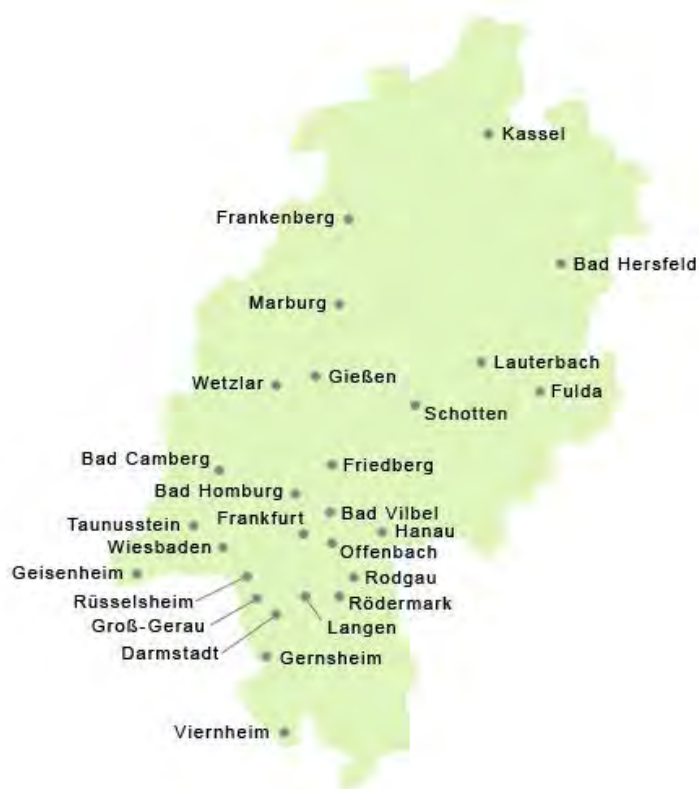 Kassel
Frankenberg
Bad Hersfeld
Marburg
Lauterbach
Gießen
Wetzlar
Fulda
Schotten
Bad Camberg
Friedberg
Bad Homburg
Bad Vilbel
Frankfurt
Taunusstein
Hanau
Wiesbaden
Offenbach
Geisenheim
Rodgau
Rüsselsheim
Rödermark
Groß-Gerau
Langen
Darmstadt
Gernsheim
Viernheim